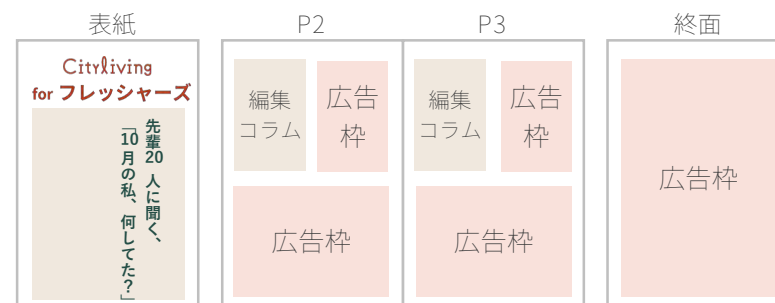 表紙
P2
P3
終面
Cityliving
for フレッシャーズ
先輩20 人に聞く、
「10 月の私、何してた?」
編集
コラム
広告
枠
広告枠
編集
コラム
広告
枠
広告枠
広告枠